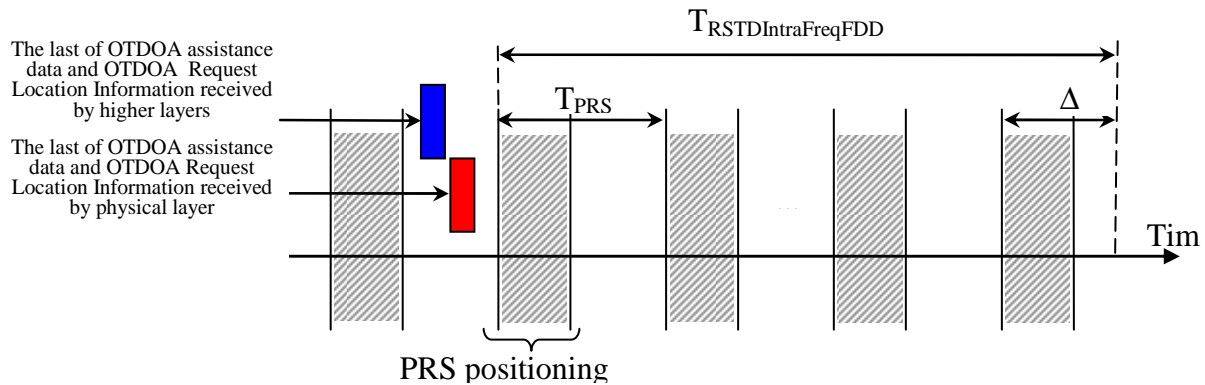 T_RSTDIntraFreqFDD
The last of OTDOA assistance
data and OTDOA Request
Location Information received
by higher layers
T_PRS
Δ
The last of OTDOA assistance
data and OTDOA Request
Location Information received
by physical layer
. . .
Tim
PRS positioning